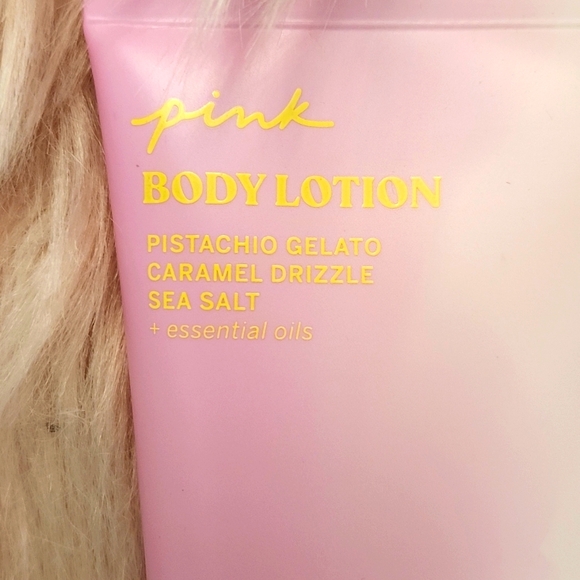 pink
BODY LOTION
PISTACHIO GELATO
CARAMEL DRIZZLE
SEA SALT
+ essential oils